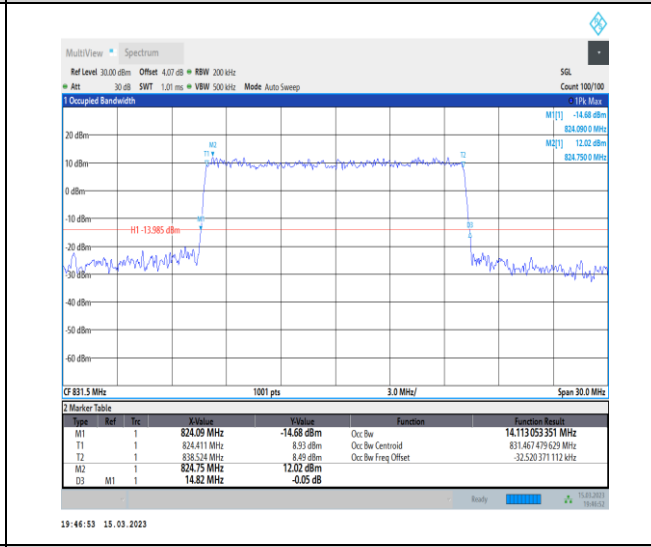 MultiView Spectrum
Ref Level 30.00 dBm Offset 4.07 dB RBW 200 kHz SGL
Att 30 dB SWT 1.01 ms VBW 500 kHz Mode Auto Sweep Count 100/100
1 Occupied Bandwidth 1Pk Max
M1[1] -14.68 dBm
824.090 0 MHz
M2[1] 12.02 dBm
824.750 0 MHz
20 dBm
M2
T1
T2
10 dBm
0 dBm
-10 dBm
M1
D3
H1 -13.985 dBm
-20 dBm
-30 dBm
-40 dBm
-50 dBm
-60 dBm
CF 831.5 MHz 1001 pts 3.0 MHz/ Span 30.0 MHz
2 Marker Table
Type Ref Trc X-Value Y-Value Function Function Result
M1 1 824.09 MHz -14.68 dBm Occ Bw 14.113 053 351 MHz
T1 1 824.411 MHz 8.93 dBm Occ Bw Centroid 831.467 479 629 MHz
T2 1 838.524 MHz 8.49 dBm Occ Bw Freq Offset -32.520 371 112 kHz
M2 1 824.75 MHz 12.02 dBm
D3 M1 1 14.82 MHz -0.05 dB
Ready 15.03.2023
19:46:52
19:46:53 15.03.2023